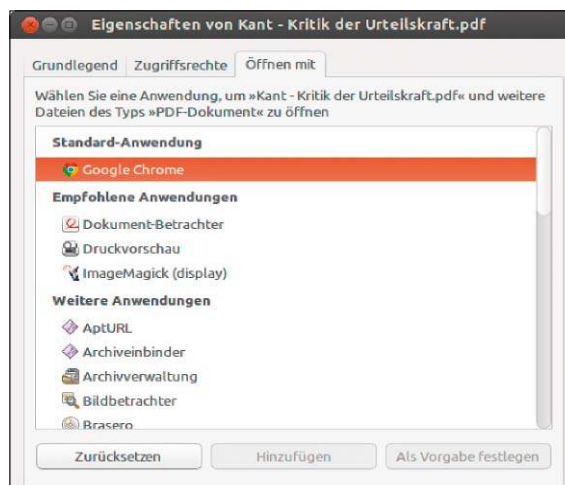 Eigenschaften von Kant - Kritik der Urteilskraft.pdf
Grundlegend Zugriffsrechte Öffnen mit
Wählen Sie eine Anwendung, um »Kant - Kritik der Urteilskraft.pdf« und weitere
Dateien des Typs »PDF-Dokument« zu öffnen
Standard-Anwendung
Google Chrome
Empfohlene Anwendungen
Dokument-Betrachter
Druckvorschau
ImageMagick (display)
Weitere Anwendungen
AptURL
Archiveinbinder
Archivverwaltung
Bildbetrachter
Brasero
Zurücksetzen Hinzufügen Als Vorgabe festlegen